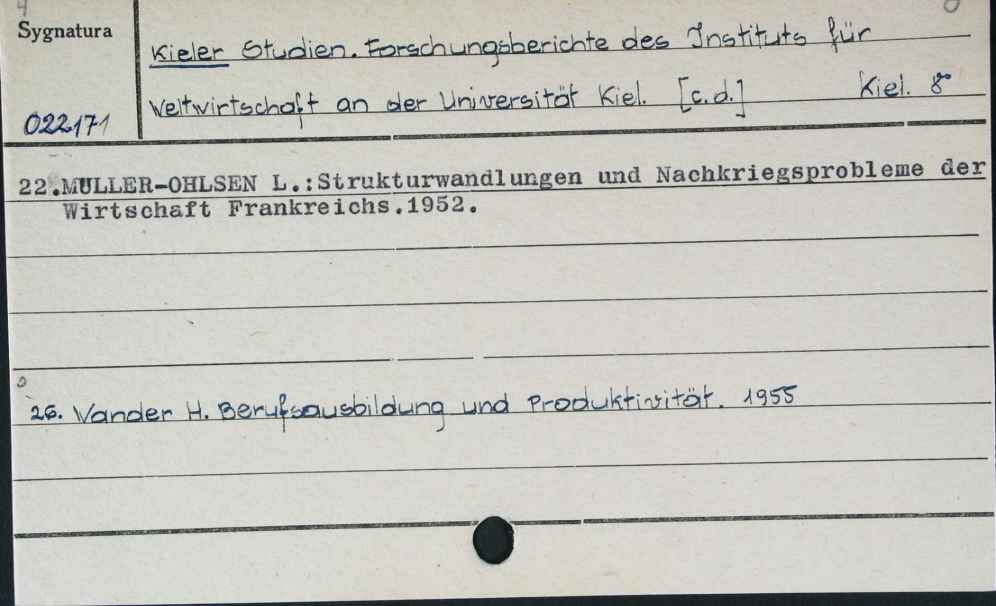 Sygnatura
Kieler Studien. Forschungsberichte des Instituts für
Weltwirtschaft an der Universität Kiel. [c.d.] Kiel. 8°
022171
22.MULLER-OHLSEN L.:Strukturwandlungen und Nachkriegsprobleme der
Wirtschaft Frankreichs.1952.
26. Wander H. Berufsausbildung und Produktivität. 1955